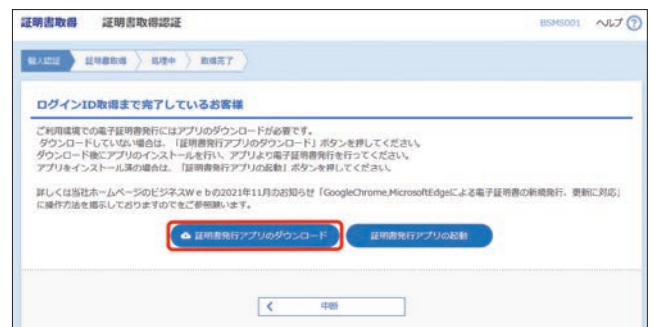 証明書取得 証明書取得認証 BSMS001 ヘルプ ?
個人認証 証明書取得 処理中 取得完了
ログインID取得まで完了しているお客様
ご利用環境での電子証明書発行にはアプリのダウンロードが必要です。
ダウンロードしていない場合は、「証明書発行アプリのダウンロード」ボタンを押してください。
ダウンロード後にアプリのインストールを行い、アプリより電子証明書発行を行ってください。
アプリをインストール済の場合は、「証明書発行アプリの起動」ボタンを押してください。
詳しくは当社ホームページのビジネスWebの2021年11月のお知らせ「GoogleChrome,MicrosoftEdgeによる電子証明書の新規発行、更新に対応」
に操作方法を掲示しておりますのでをご参照願います。
証明書発行アプリのダウンロード 証明書発行アプリの起動
中断